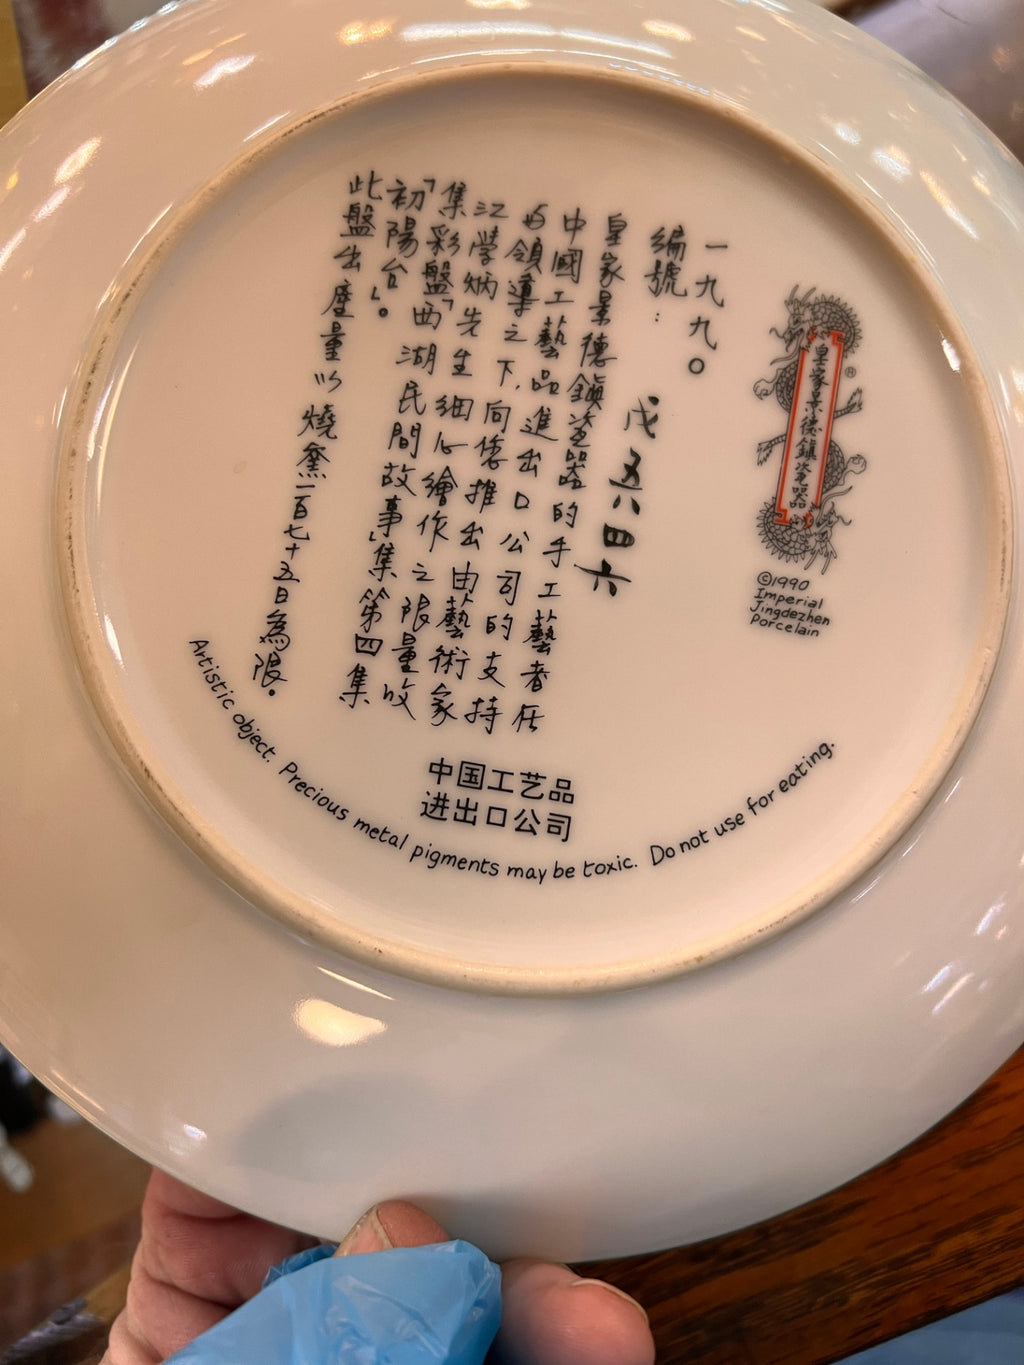 皇家景德鎮瓷器
®
©1990
Imperial
Jingdezhen
Porcelain
一九九〇
編號：戊五八四六
皇家景德鎮瓷器的手工藝者在
中國工藝品進出口公司的支持
与領導之下,向您推出由藝術家
江學炳先生細心繪作之限量收
集彩盤「西湖民間故事」集第四集
「初陽台」。
此盤出產量以燒窯一百七十五日為限。
中国工艺品
进出口公司
Artistic object. Precious metal pigments may be toxic. Do not use for eating.